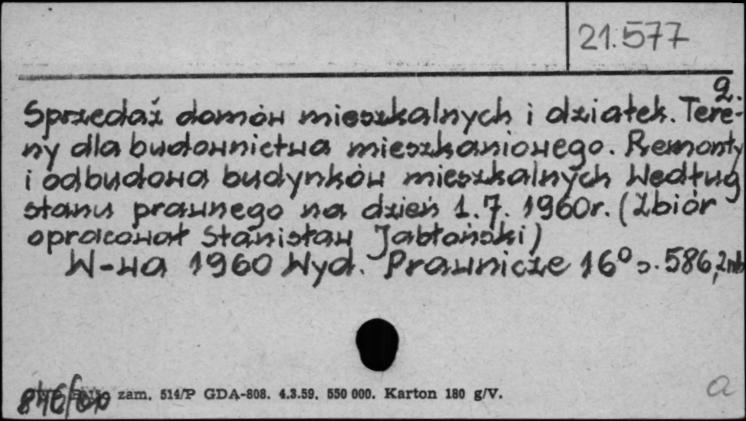 21.577
2.
Sprzedaż domów mieszkalnych i działek. Tere-
ny dla budownictwa mieszkaniowego. Remonty
i odbudowa budynków mieszkalnych według
stanu prawnego na dzień 1.7.1960r. (Zbiór
opracował Stanisław Jabłoński)
W-wa 1960 Wyd. Prawnicze 16° s. 586, 2nlb
zam. 514/P GDA-808. 4.3.59. 550 000. Karton 180 g/V.
a